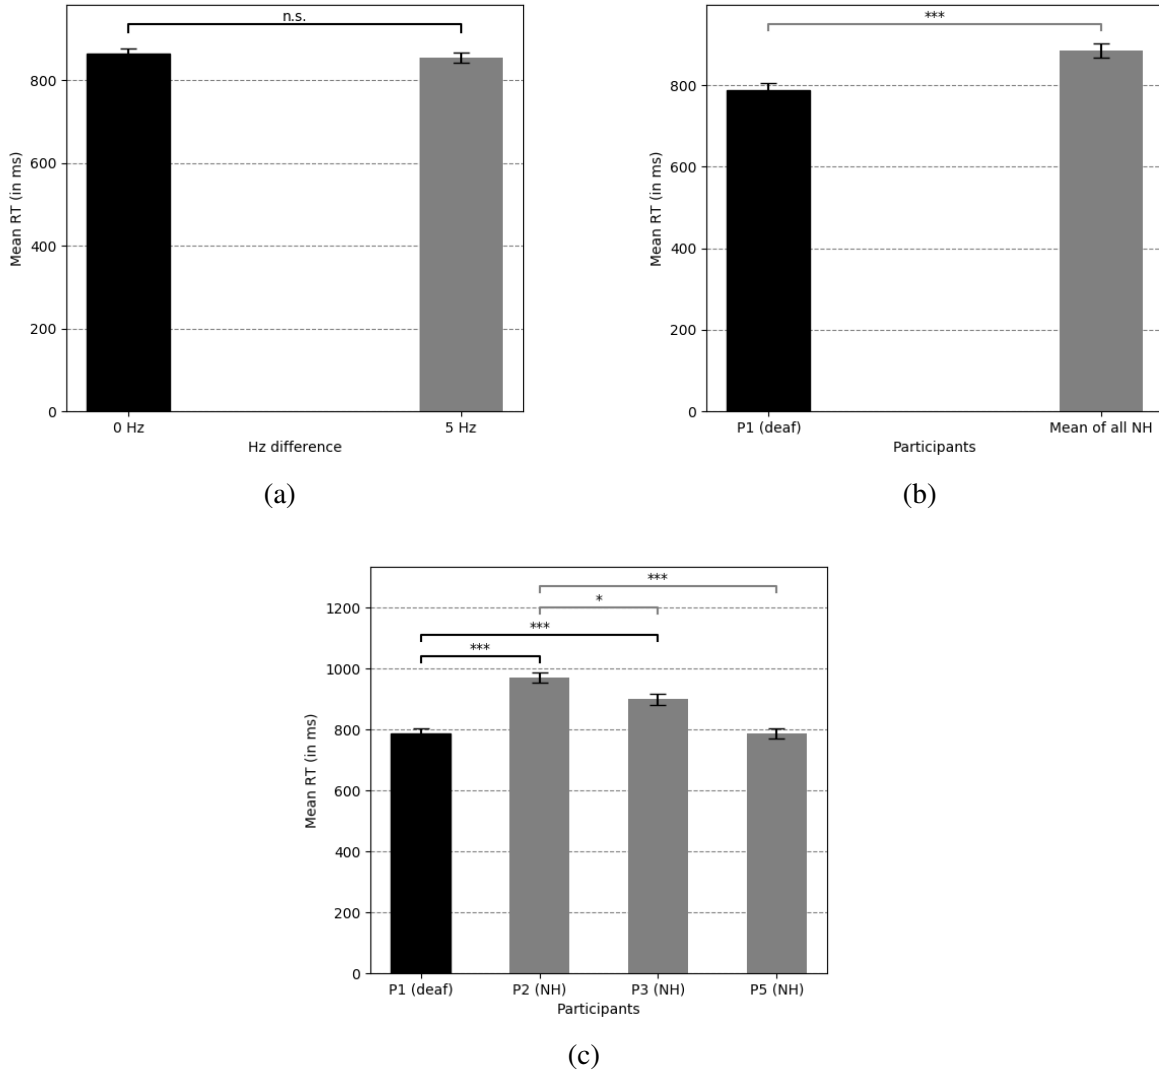 n.s.
800
600
400
200
0
Mean RT (in ms)
0 Hz 5 Hz
Hz difference
(a)
***
800
600
400
200
0
Mean RT (in ms)
P1 (deaf) Mean of all NH
Participants
(b)
***
*
***
***
1200
1000
800
600
400
200
0
Mean RT (in ms)
P1 (deaf) P2 (NH) P3 (NH) P5 (NH)
Participants
(c)